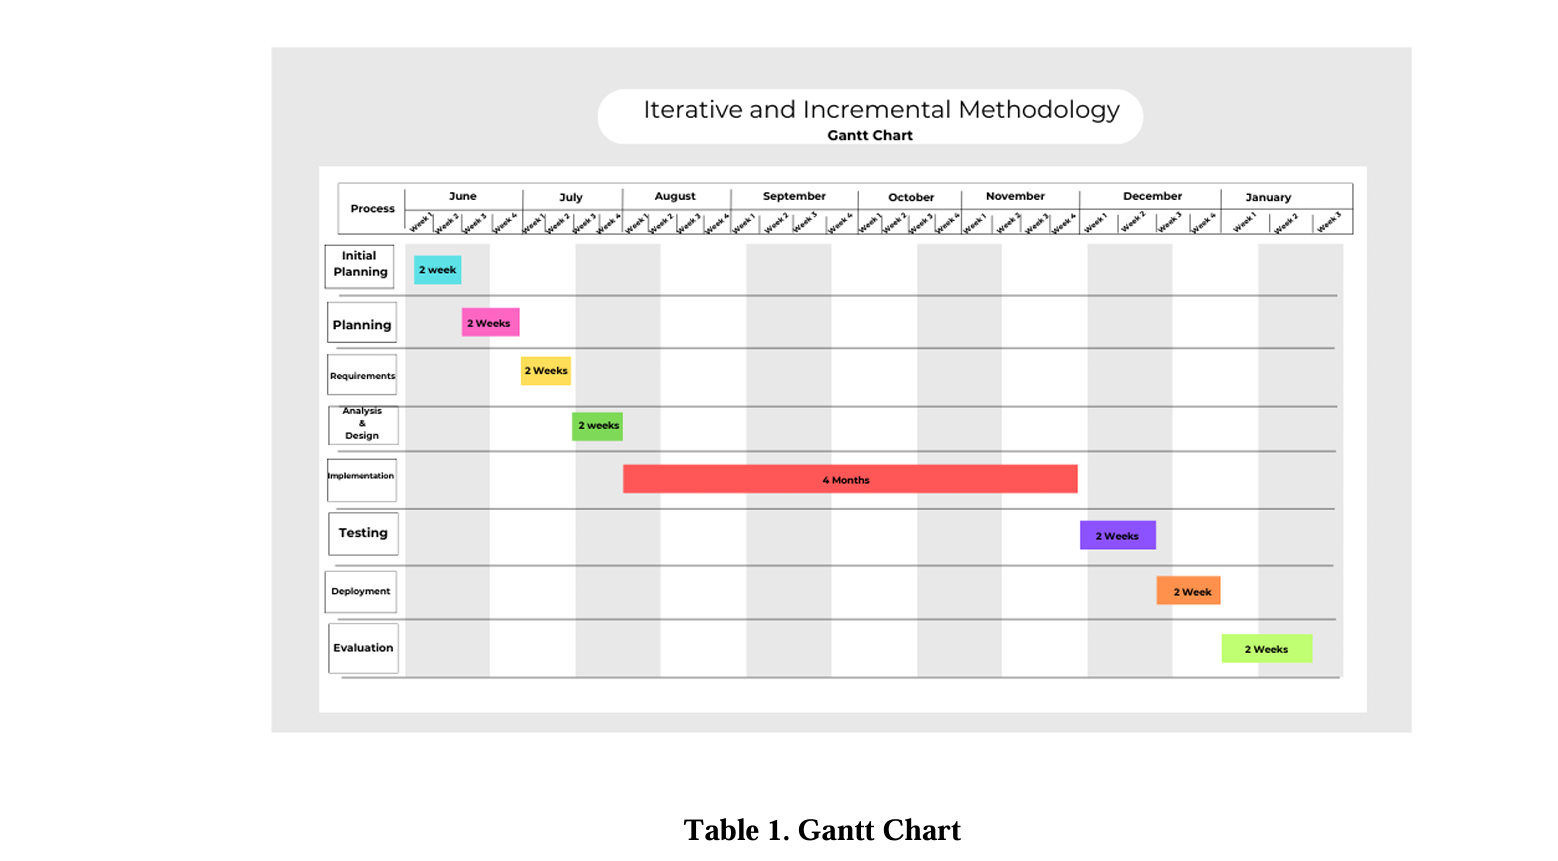 Iterative and Incremental Methodology
Gantt Chart
Process June July August September October November December January
Week 1 Week 2 Week 3 Week 4 Week 1 Week 2 Week 3 Week 4 Week 1 Week 2 Week 3 Week 4 Week 1 Week 2 Week 3 Week 4 Week 1 Week 2 Week 3 Week 4 Week 1 Week 2 Week 3 Week 4 Week 1 Week 2 Week 3 Week 4 Week 1 Week 2 Week 3
Initial
Planning
2 week
Planning
2 Weeks
Requirements
2 Weeks
Analysis
&
Design
2 weeks
Implementation
4 Months
Testing
2 Weeks
Deployment
2 Week
Evaluation
2 Weeks
Table 1. Gantt Chart